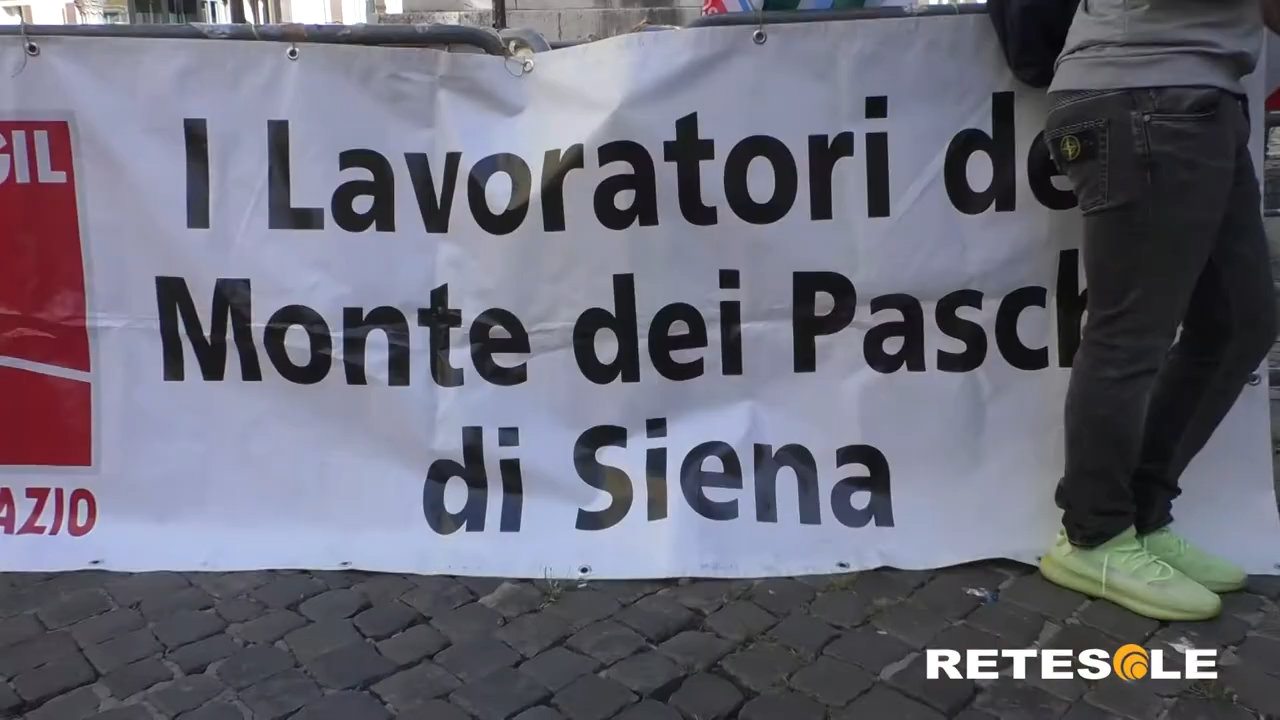 GIL
I Lavoratori de
Monte dei Pasch
di Siena
AZIO
RETESOLE